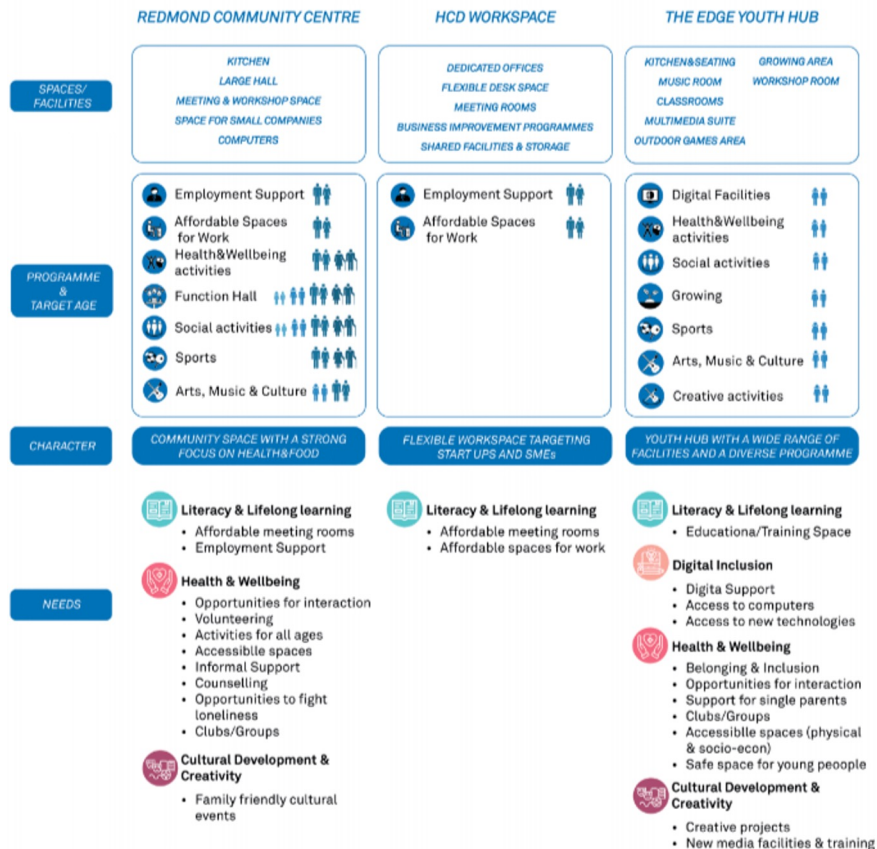 REDMOND COMMUNITY CENTRE
HCD WORKSPACE
THE EDGE YOUTH HUB
SPACES/
FACILITIES
KITCHEN
LARGE HALL
MEETING & WORKSHOP SPACE
SPACE FOR SMALL COMPANIES
COMPUTERS
DEDICATED OFFICES
FLEXIBLE DESK SPACE
MEETING ROOMS
BUSINESS IMPROVEMENT PROGRAMMES
SHARED FACILITIES & STORAGE
KITCHEN&SEATING
MUSIC ROOM
CLASSROOMS
MULTIMEDIA SUITE
OUTDOOR GAMES AREA
GROWING AREA
WORKSHOP ROOM
PROGRAMME
&
TARGET AGE
Employment Support
Affordable Spaces
for Work
Health&Wellbeing
activities
Function Hall
Social activities
Sports
Arts, Music & Culture
Employment Support
Affordable Spaces
for Work
Digital Facilities
Health&Wellbeing
activities
Social activities
Growing
Sports
Arts, Music & Culture
Creative activities
CHARACTER
COMMUNITY SPACE WITH A STRONG
FOCUS ON HEALTH&FOOD
FLEXIBLE WORKSPACE TARGETING
START UPS AND SMEs
YOUTH HUB WITH A WIDE RANGE OF
FACILITIES AND A DIVERSE PROGRAMME
NEEDS
Literacy & Lifelong learning
• Affordable meeting rooms
• Employment Support
Health & Wellbeing
• Opportunities for interaction
• Volunteering
• Activities for all ages
• Accessiblle spaces
• Informal Support
• Counselling
• Opportunities to fight
loneliness
• Clubs/Groups
Cultural Development &
Creativity
• Family friendly cultural
events
Literacy & Lifelong learning
• Affordable meeting rooms
• Affordable spaces for work
Literacy & Lifelong learning
• Educationa/Training Space
Digital Inclusion
• Digita Support
• Access to computers
• Access to new technologies
Health & Wellbeing
• Belonging & Inclusion
• Opportunities for interaction
• Support for single parents
• Clubs/Groups
• Accessiblle spaces (physical
& socio-econ)
• Safe space for young peoople
Cultural Development &
Creativity
• Creative projects
• New media facilities & training